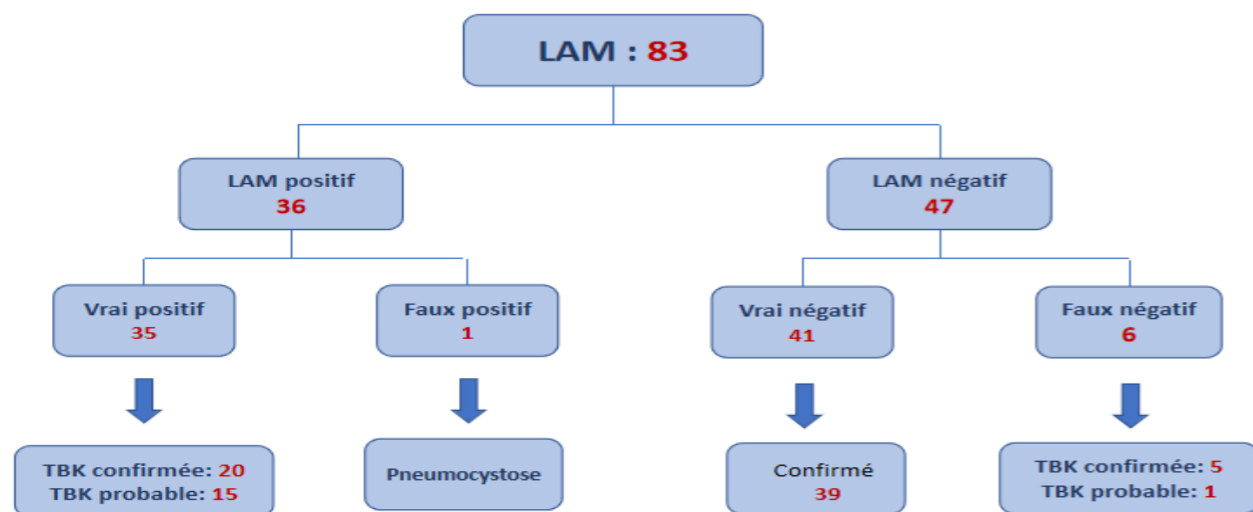 LAM : 83
LAM positif
36
LAM négatif
47
Vrai positif
35
Faux positif
1
Vrai négatif
41
Faux négatif
6
TBK confirmée: 20
TBK probable: 15
Pneumocystose
Confirmé
39
TBK confirmée: 5
TBK probable: 1